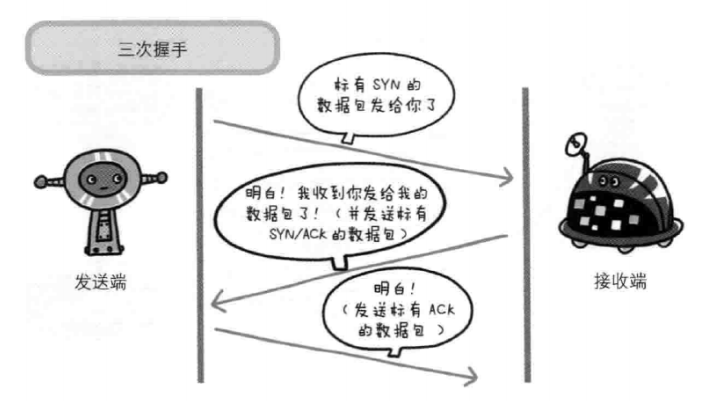 三次握手
标有 SYN 的
数据包发给你了
明白！我收到你发给我的
数据包了！（并发送标有
SYN/ACK 的数据包）
发送端
接收端
明白！
（发送标有 ACK
的数据包 ）